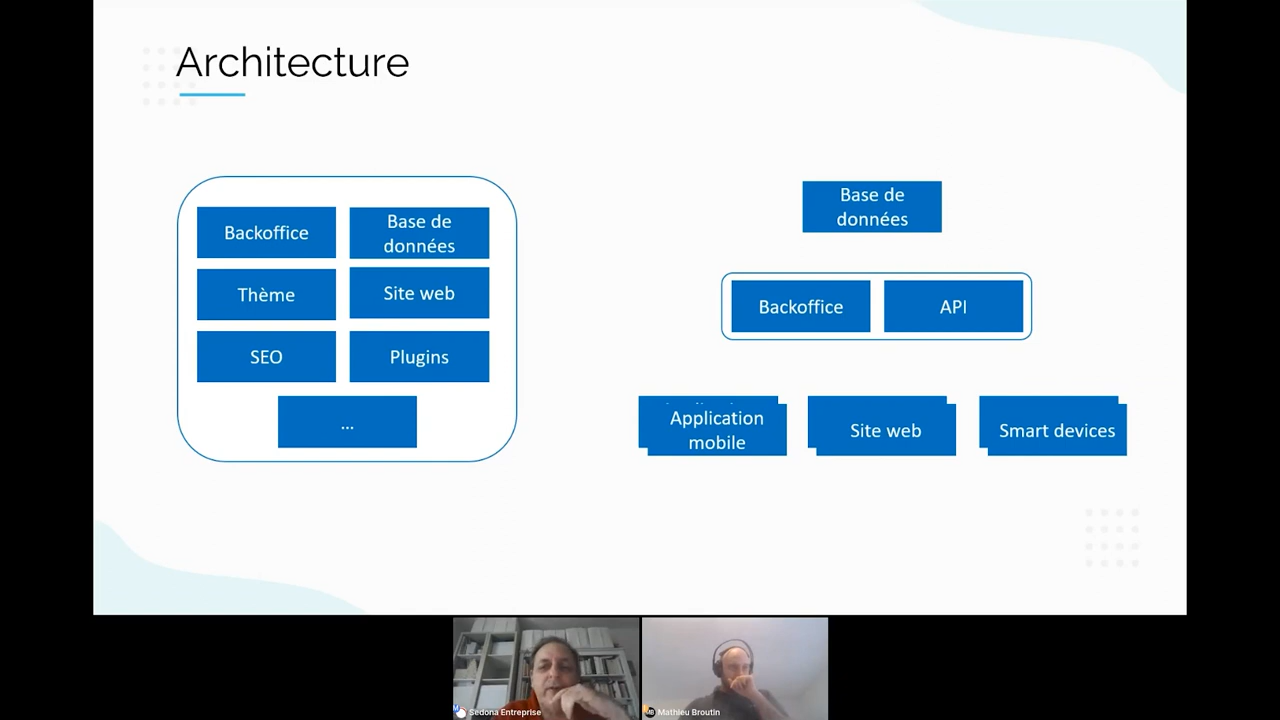 Architecture
Backoffice
Base de
données
Thème
Site web
SEO
Plugins
...
Base de
données
Backoffice
API
Application
mobile
Site web
Smart devices
Sedona Entreprise
Mathieu Broutin